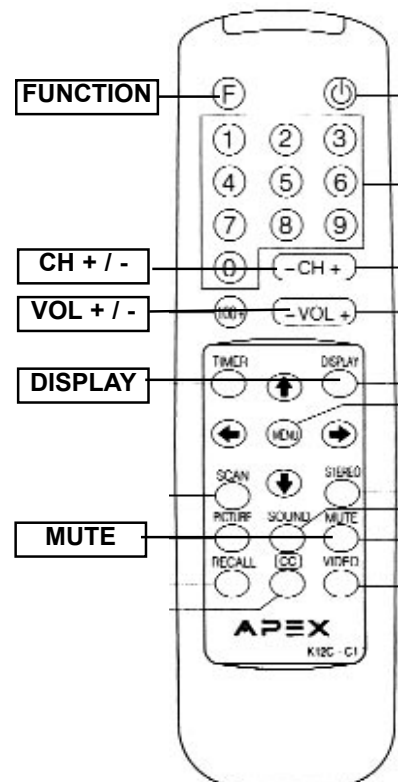 FUNCTION
F
1 2 3
4 5 6
7 8 9
0
CH + / -
- CH +
VOL + / -
100+
- VOL +
TIMER DISPLAY
DISPLAY
MENU
SCAN STEREO
PICTURE SOUND MUTE
MUTE
RECALL CC VIDEO
APEX
K12C - C1